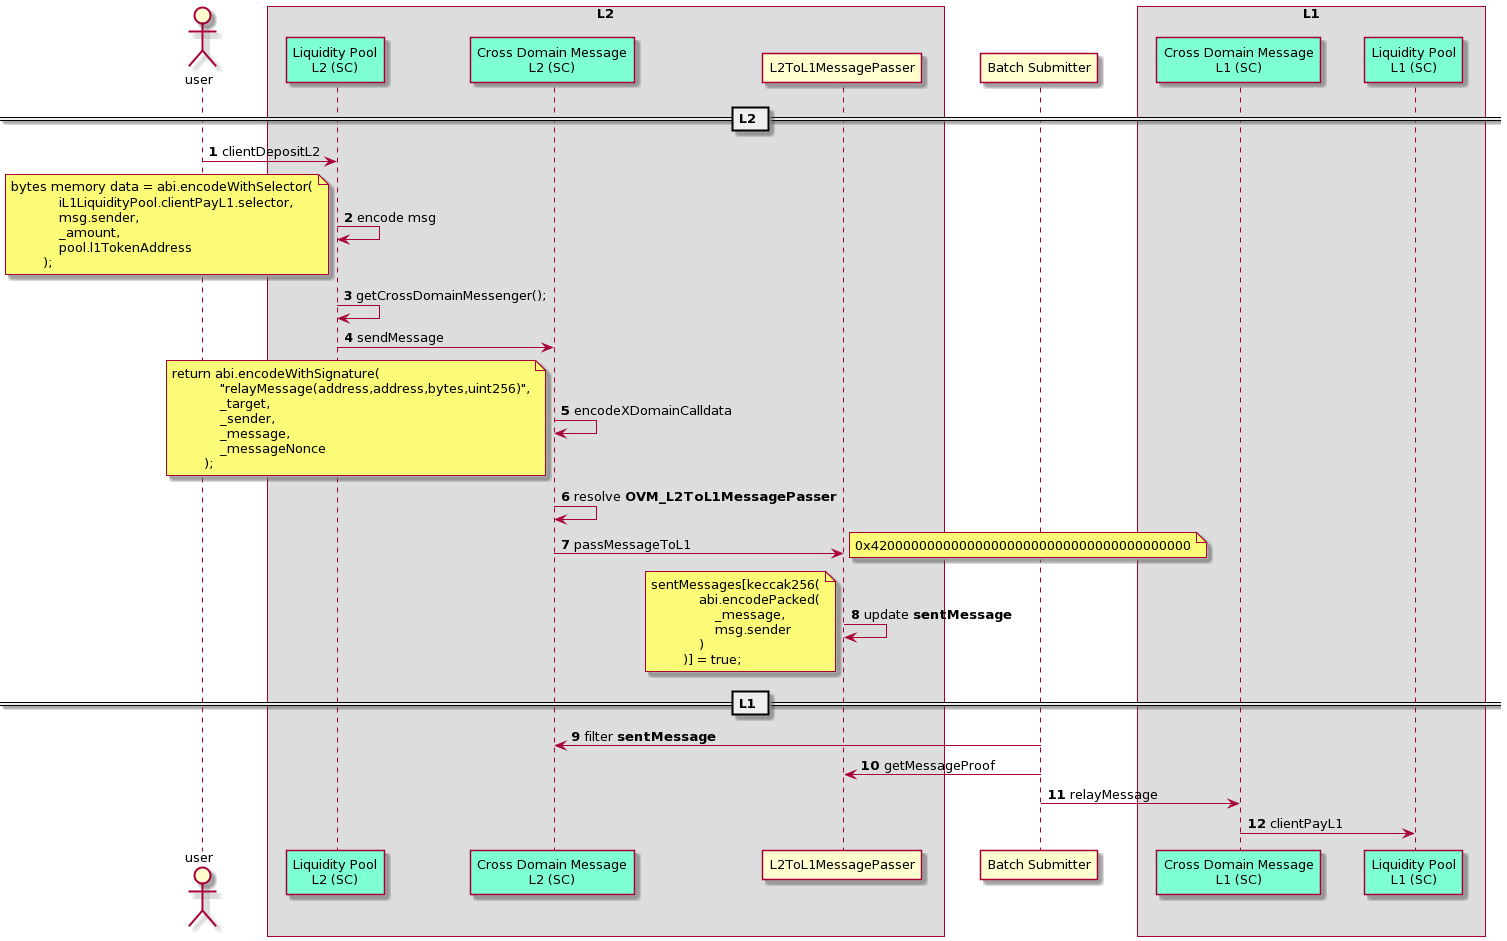 L2
L1
user
Liquidity Pool
L2 (SC)
Cross Domain Message
L2 (SC)
L2ToL1MessagePasser
Batch Submitter
Cross Domain Message
L1 (SC)
Liquidity Pool
L1 (SC)
L2
1 clientDepositL2
bytes memory data = abi.encodeWithSelector(
iL1LiquidityPool.clientPayL1.selector,
msg.sender,
_amount,
pool.l1TokenAddress
);
2 encode msg
3 getCrossDomainMessenger();
4 sendMessage
return abi.encodeWithSignature(
"relayMessage(address,address,bytes,uint256)",
_target,
_sender,
_message,
_messageNonce
);
5 encodeXDomainCalldata
6 resolve OVM_L2ToL1MessagePasser
7 passMessageToL1
0x4200000000000000000000000000000000000000
sentMessages[keccak256(
abi.encodePacked(
_message,
msg.sender
)
)] = true;
8 update sentMessage
L1
9 filter sentMessage
10 getMessageProof
11 relayMessage
12 clientPayL1
user
Liquidity Pool
L2 (SC)
Cross Domain Message
L2 (SC)
L2ToL1MessagePasser
Batch Submitter
Cross Domain Message
L1 (SC)
Liquidity Pool
L1 (SC)